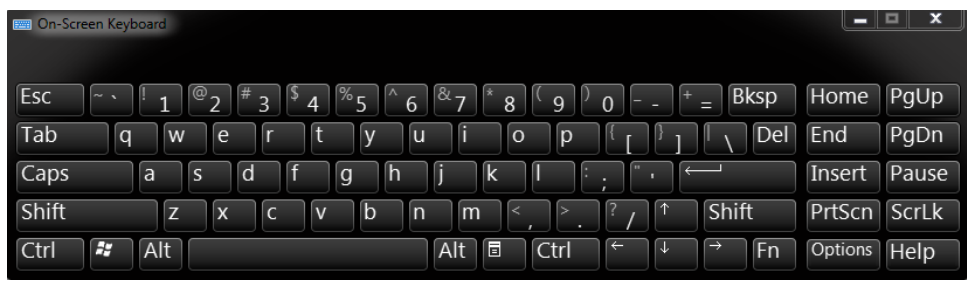 On-Screen Keyboard
Esc ~ ` ! 1 @ 2 # 3 $ 4 % 5 ^ 6 & 7 * 8 ( 9 ) 0 - - + = Bksp Home PgUp
Tab q w e r t y u i o p { [ } ] | \ Del End PgDn
Caps a s d f g h j k l : ; " ' ← Insert Pause
Shift z x c v b n m < , > . ? / ↑ Shift PrtScn ScrLk
Ctrl Alt Alt Ctrl ← ↓ → Fn Options Help